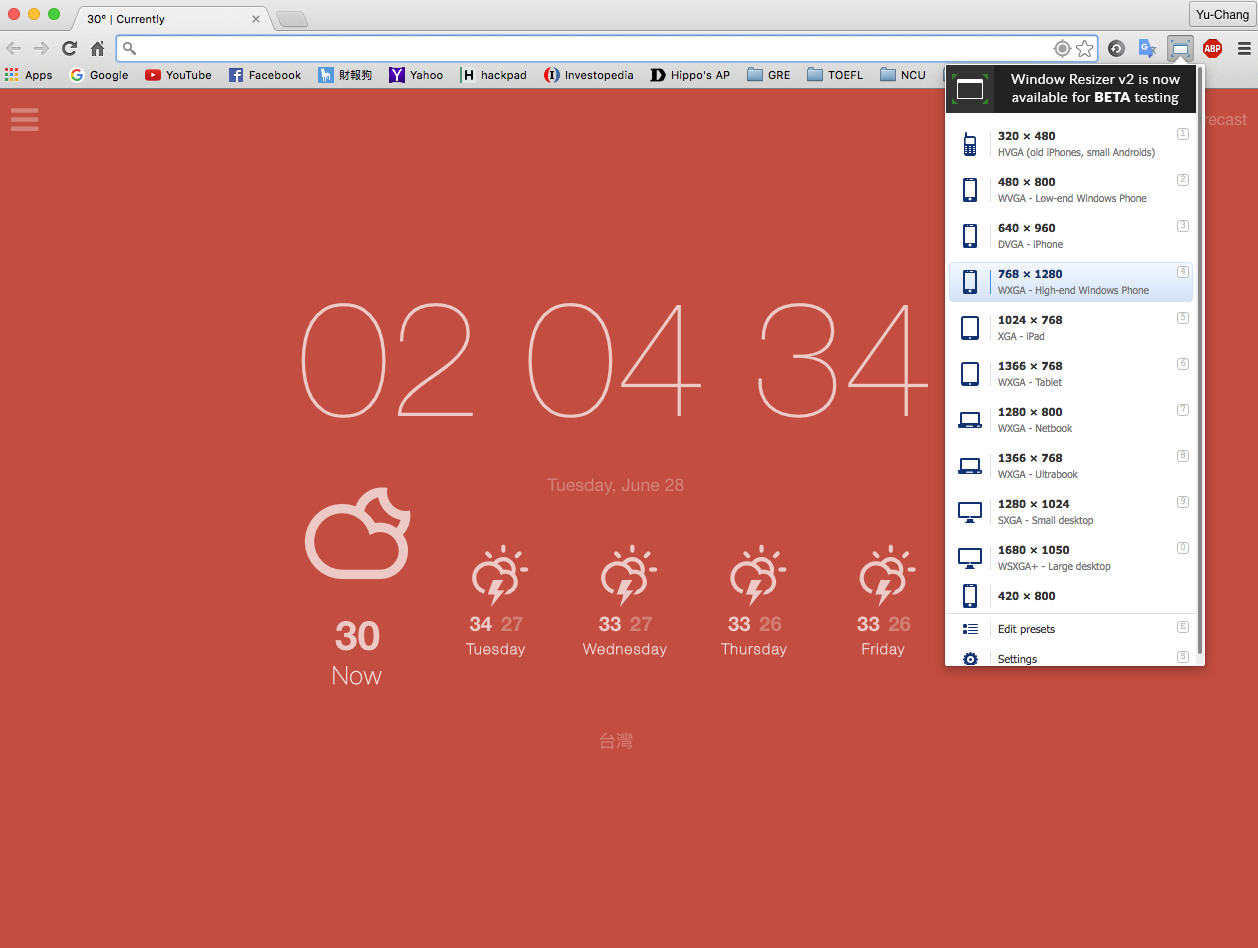 30° | Currently
Yu-Chang
ABP
Apps
Google
YouTube
Facebook
財報狗
Yahoo
hackpad
Investopedia
Hippo's AP
GRE
TOEFL
NCU
Window Resizer v2 is now
available for BETA testing
320 × 480
1
HVGA (old iPhones, small Androids)
480 × 800
2
WVGA - Low-end Windows Phone
640 × 960
3
DVGA - iPhone
768 × 1280
4
WXGA - High-end Windows Phone
1024 × 768
5
XGA - iPad
1366 × 768
6
WXGA - Tablet
1280 × 800
7
WXGA - Netbook
1366 × 768
8
WXGA - Ultrabook
1280 × 1024
9
SXGA - Small desktop
1680 × 1050
0
WSXGA+ - Large desktop
420 × 800
Edit presets
E
Settings
S
recast
02 04 34
Tuesday, June 28
30
Now
34 27
Tuesday
33 27
Wednesday
33 26
Thursday
33 26
Friday
台灣